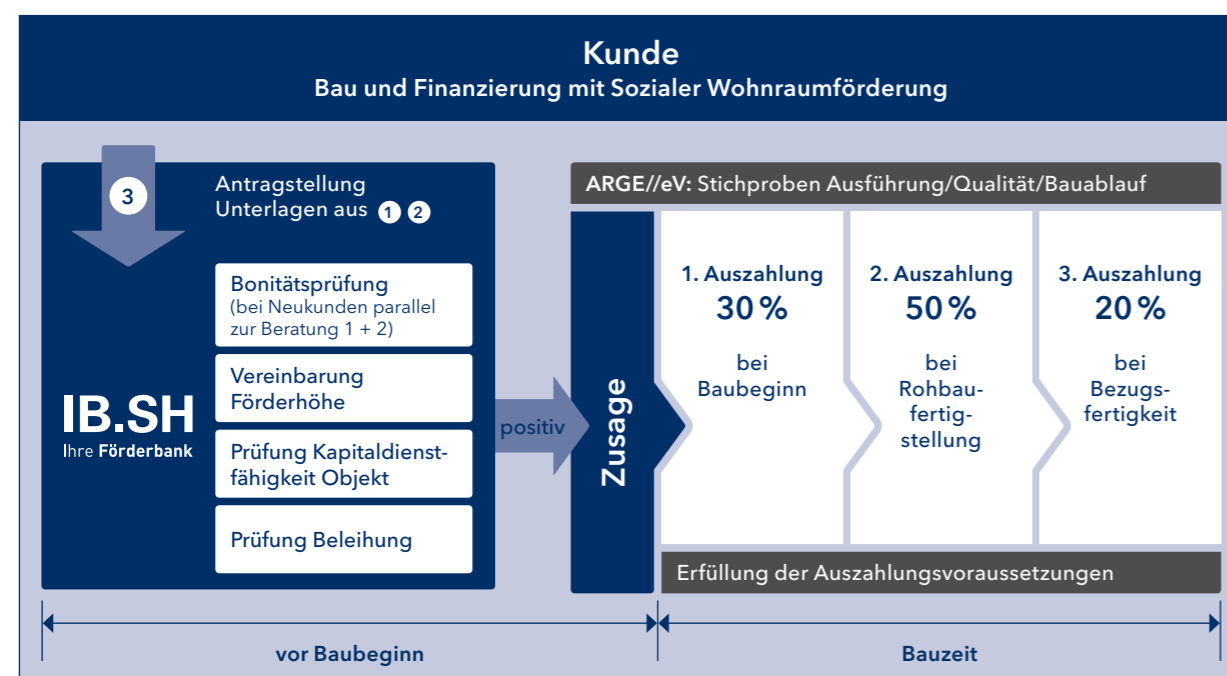 Kunde
Bau und Finanzierung mit Sozialer Wohnraumförderung
3
Antragstellung
Unterlagen aus 1 2
Bonitätsprüfung
(bei Neukunden parallel
zur Beratung 1 + 2)
Vereinbarung
Förderhöhe
Prüfung Kapitaldienst-
fähigkeit Objekt
Prüfung Beleihung
IB.SH
Ihre Förderbank
positiv
Zusage
ARGE//eV: Stichproben Ausführung/Qualität/Bauablauf
1. Auszahlung
30 %
bei
Baubeginn
2. Auszahlung
50 %
bei
Rohbau-
fertig-
stellung
3. Auszahlung
20 %
bei
Bezugs-
fertigkeit
Erfüllung der Auszahlungsvoraussetzungen
vor Baubeginn
Bauzeit